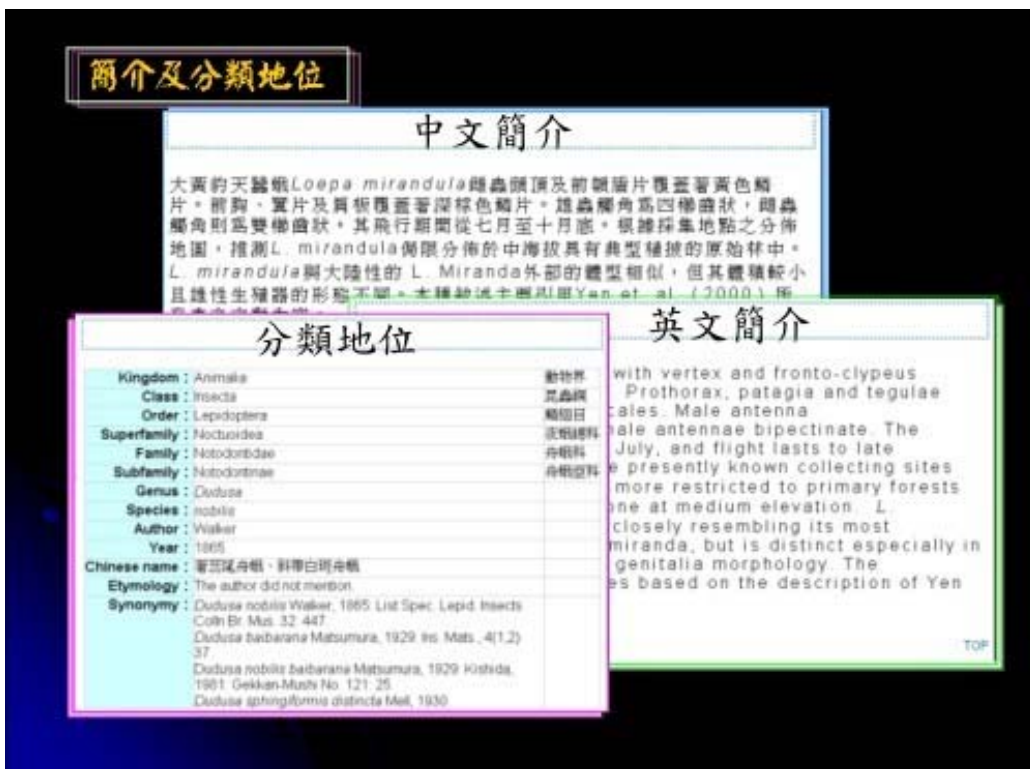 簡介及分類地位
中文簡介
大黃豹天蠶蛾Loepa mirandula雌蟲頭頂及前額盾片覆蓋著黃色鱗
片。前胸、翼片及肩板覆蓋著深棕色鱗片。雄蟲觸角為四櫛齒狀,雌蟲
觸角則為雙櫛齒狀。其飛行期間從七月至十月底。根據採集地點之分佈
地圖,推測L. mirandula侷限分佈於中海拔具有典型植披的原始林中。
L. mirandula與大陸性的 L. Miranda外部的體型相似,但其體積較小
且雄性生殖器的形態不同。本種敘述主要引用Yen et. al. (2000) 所
英文簡介
with vertex and fronto-clypeus
Prothorax, patagia and tegulae
cales. Male antenna
ale antennae bipectinate. The
July, and flight lasts to late
e presently known collecting sites
more restricted to primary forests
one at medium elevation. L.
closely resembling its most
miranda, but is distinct especially in
genitalia morphology. The
es based on the description of Yen
TOP
分類地位
Kingdom : Animalia 動物界
Class : Insecta 昆蟲綱
Order : Lepidoptera 鱗翅目
Superfamily : Noctuoidea 夜蛾總科
Family : Notodontidae 舟蛾科
Subfamily : Notodontinae 舟蛾亞科
Genus : Dudusa
Species : nobilis
Author : Walker
Year : 1865
Chinese name : 著蕊尾舟蛾、斜帶白斑舟蛾
Etymology : The author did not mention.
Synonymy : Dudusa nobilis Walker, 1865. List Spec. Lepid. Insects
Colln Br. Mus. 32: 447.
Dudusa baibarana Matsumura, 1929. Ins. Mats., 4(1,2):
37.
Dudusa nobilis baibarana Matsumura, 1929: Kishida,
1981. Gekkan-Mushi No. 121: 25.
Dudusa sphingiformis distincta Mell, 1930